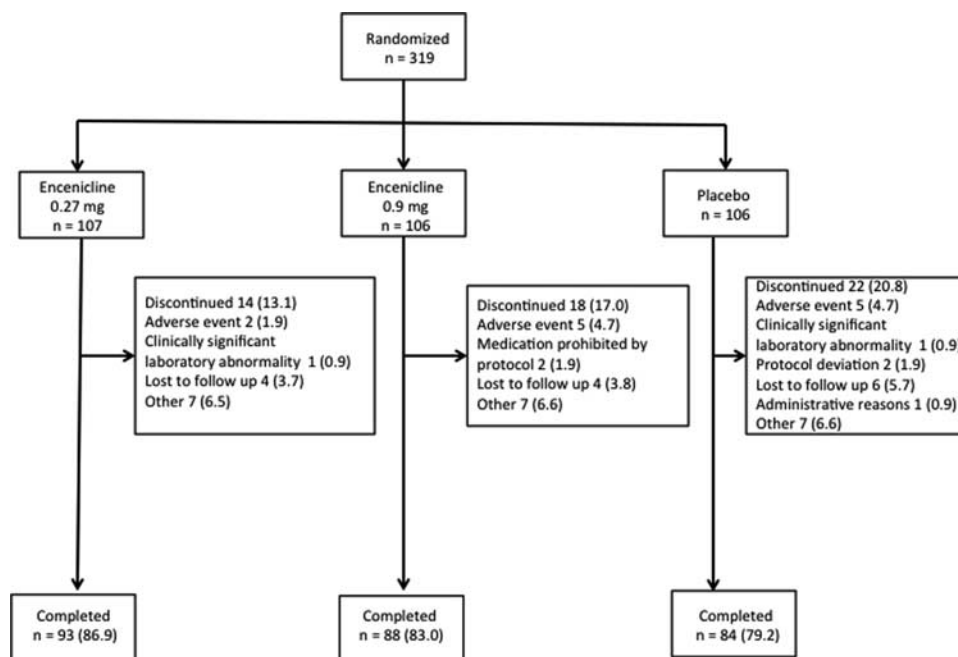 Randomized
n = 319
Encenicline
0.27 mg
n = 107
Encenicline
0.9 mg
n = 106
Placebo
n = 106
Discontinued 14 (13.1)
Adverse event 2 (1.9)
Clinically significant
laboratory abnormality 1 (0.9)
Lost to follow up 4 (3.7)
Other 7 (6.5)
Discontinued 18 (17.0)
Adverse event 5 (4.7)
Medication prohibited by
protocol 2 (1.9)
Lost to follow up 4 (3.8)
Other 7 (6.6)
Discontinued 22 (20.8)
Adverse event 5 (4.7)
Clinically significant
laboratory abnormality 1 (0.9)
Protocol deviation 2 (1.9)
Lost to follow up 6 (5.7)
Administrative reasons 1 (0.9)
Other 7 (6.6)
Completed
n = 93 (86.9)
Completed
n = 88 (83.0)
Completed
n = 84 (79.2)